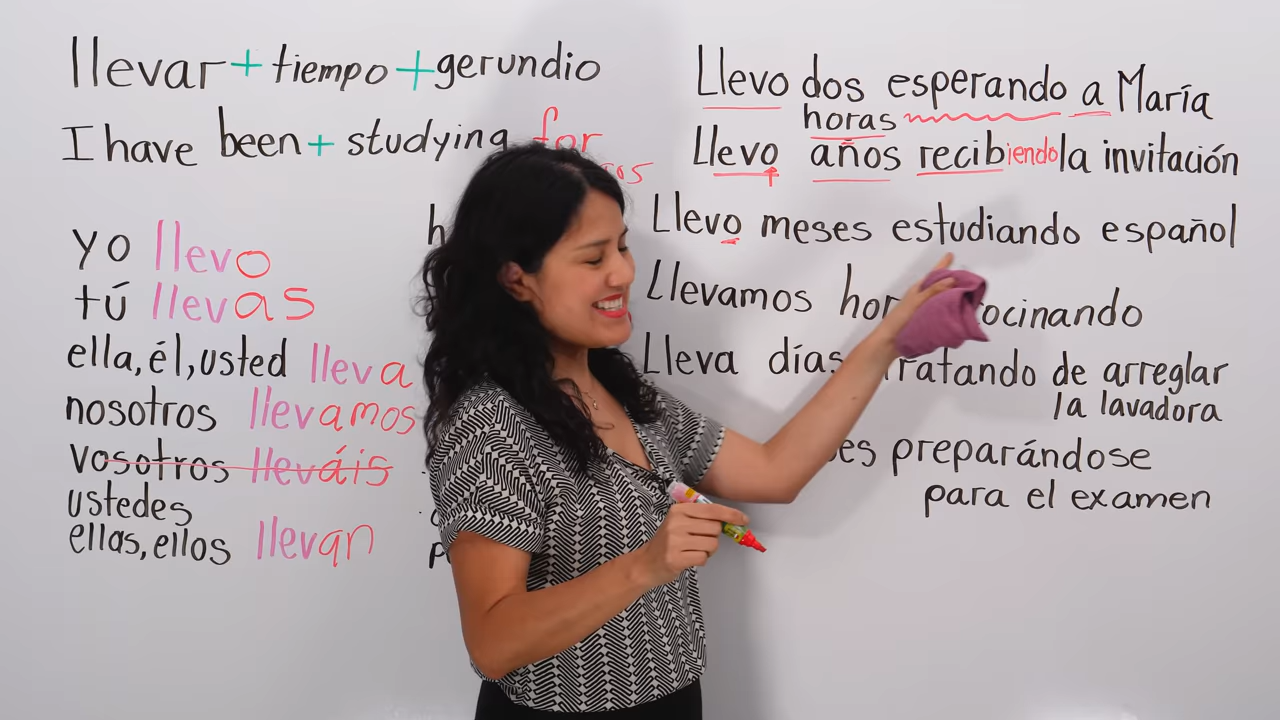 llevar + tiempo + gerundio
I have been + studying for
yo llevo
tú llevas
ella, él, usted lleva
nosotros llevamos
vosotros lleváis
ustedes
ellas, ellos llevan
Llevo dos esperando a María
horas
Llevo años recibiendo la invitación
Llevo meses estudiando español
Llevamos
Lleva días tratando de arreglar
la lavadora
preparándose
para el examen